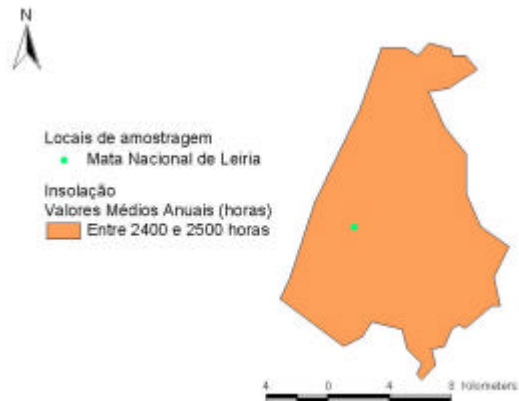 N
Locais de amostragem
Mata Nacional de Leiria
Insolação
Valores Médios Anuais (horas)
Entre 2400 e 2500 horas
4 0 4 8 Kilometers